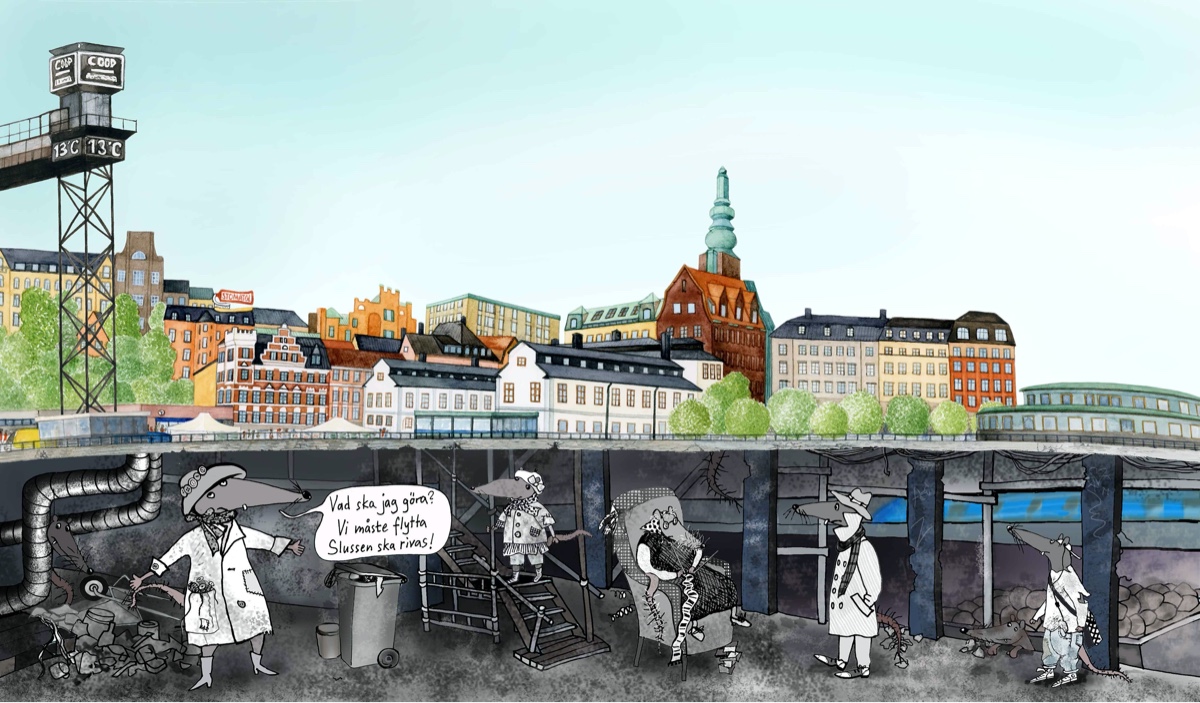 COOP
COOP
13°C
13°C
Vad ska jag göra?
Vi måste flytta
Slussen ska rivas!